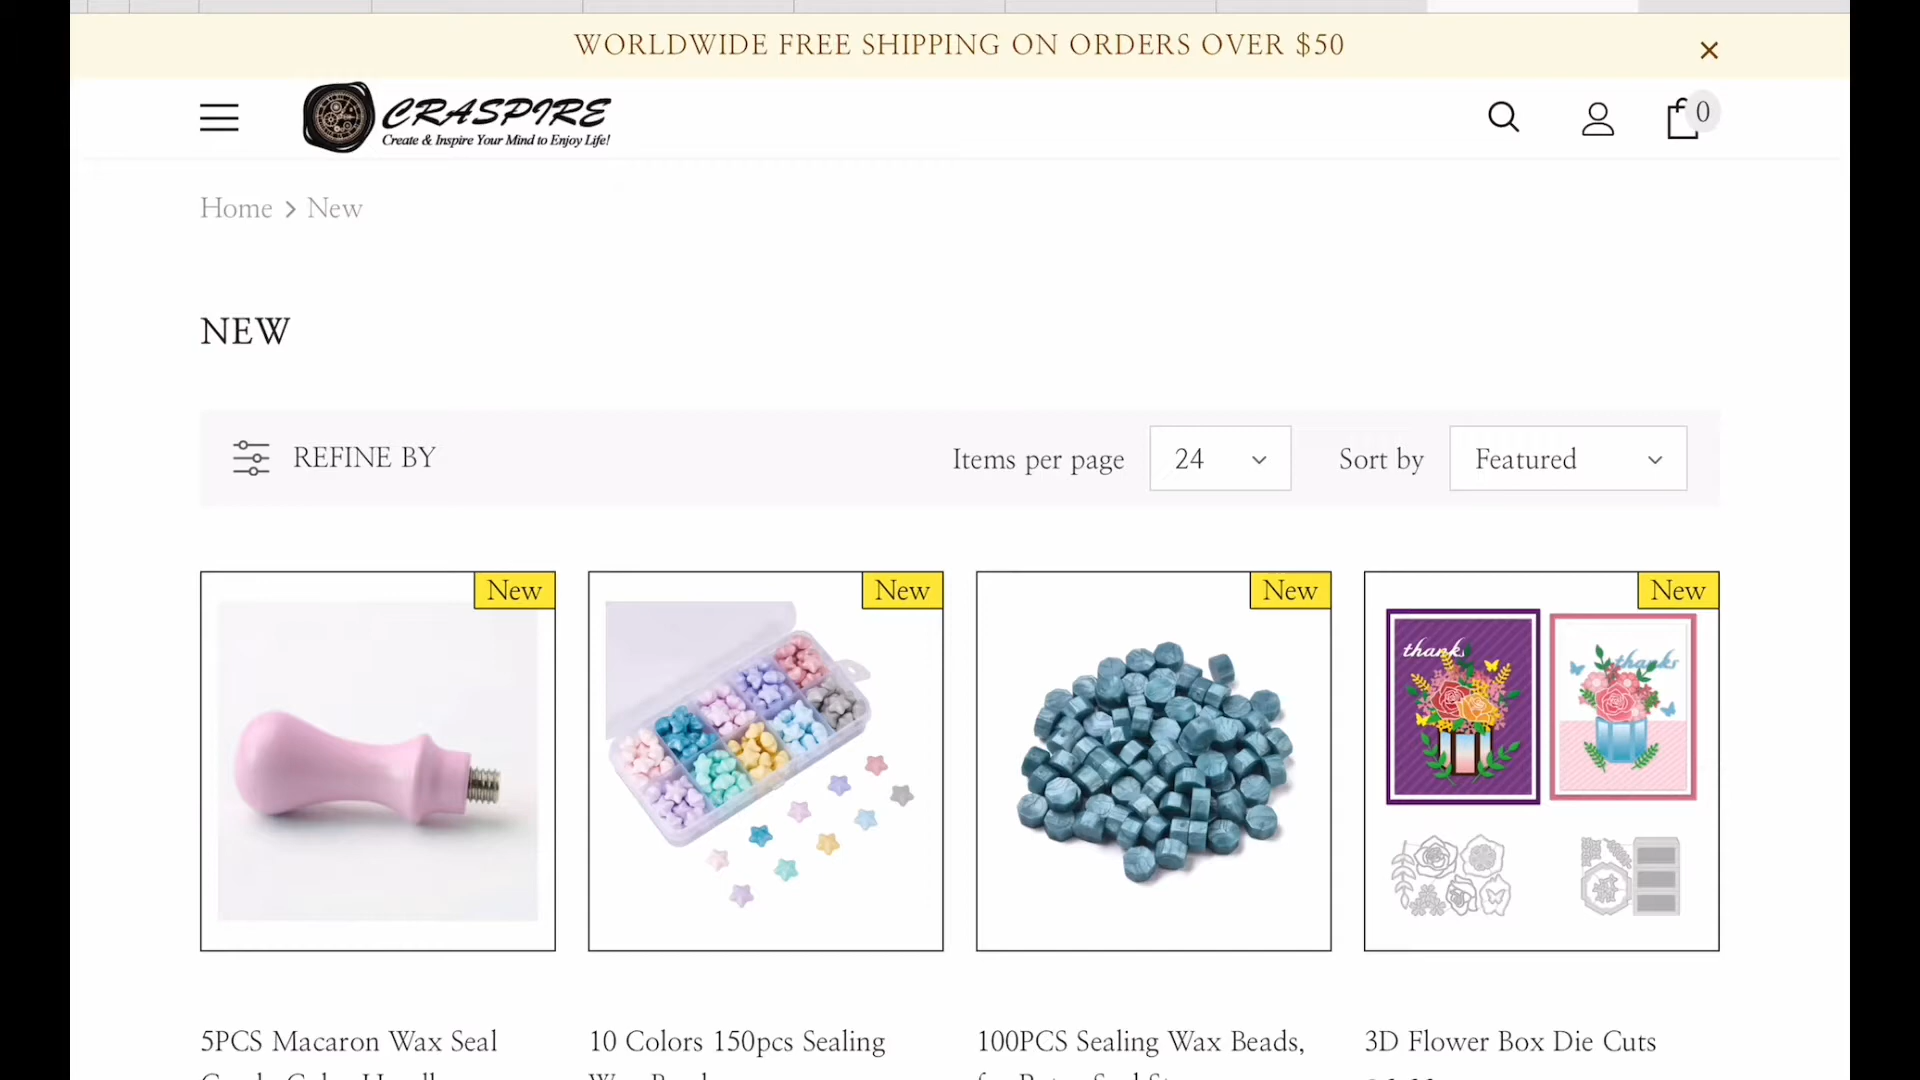 WORLDWIDE FREE SHIPPING ON ORDERS OVER $50
CRASPIRE
Create & Inspire Your Mind to Enjoy Life!
0
Home > New
NEW
REFINE BY
Items per page
24
Sort by
Featured
New
New
New
New
thanks
thanks
5PCS Macaron Wax Seal
10 Colors 150pcs Sealing
100PCS Sealing Wax Beads,
3D Flower Box Die Cuts